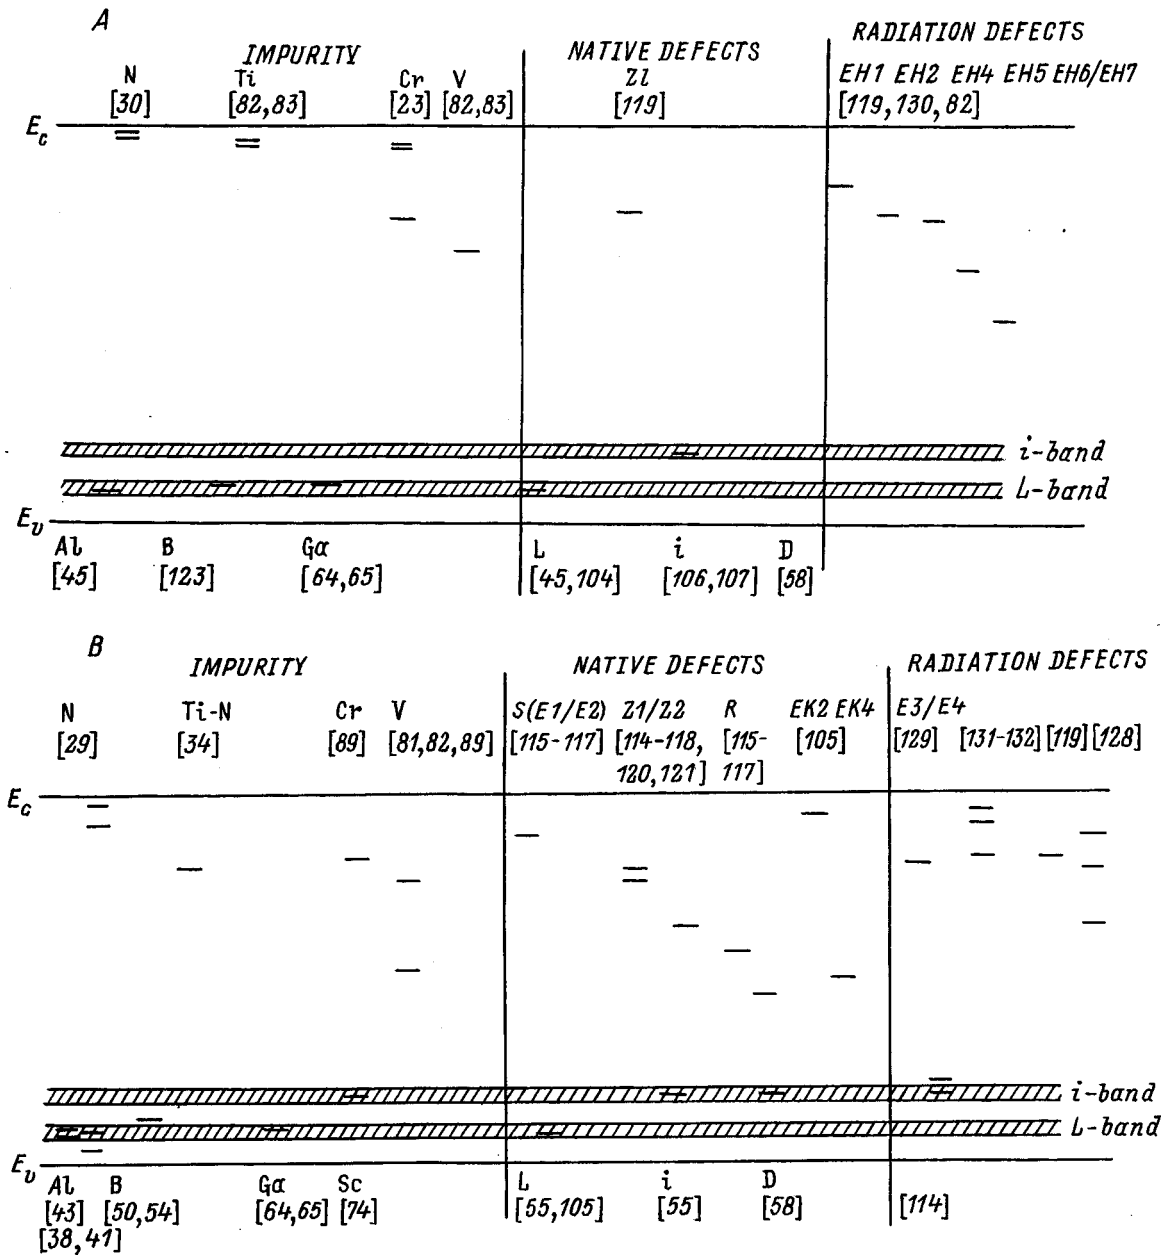 A
IMPURITY NATIVE DEFECTS RADIATION DEFECTS
N Ti Cr V Z1 EH1 EH2 EH4 EH5 EH6/EH7
[30] [82,83] [23] [82,83] [119] [119,130,82]
Ec
i-band
L-band
Ev
Al B Ga L i D
[45] [123] [64,65] [45,104] [106,107] [58]
B
IMPURITY NATIVE DEFECTS RADIATION DEFECTS
N Ti-N Cr V S(E1/E2) Z1/Z2 R EK2 EK4 E3/E4
[29] [34] [89] [81,82,89] [115-117] [114-118, [115- [105] [129] [131-132] [119] [128]
120,121] 117]
Ec
i-band
L-band
Ev
Al B Ga Sc L i D
[43] [50,54] [64,65] [74] [55,105] [55] [58] [114]
[38,41]